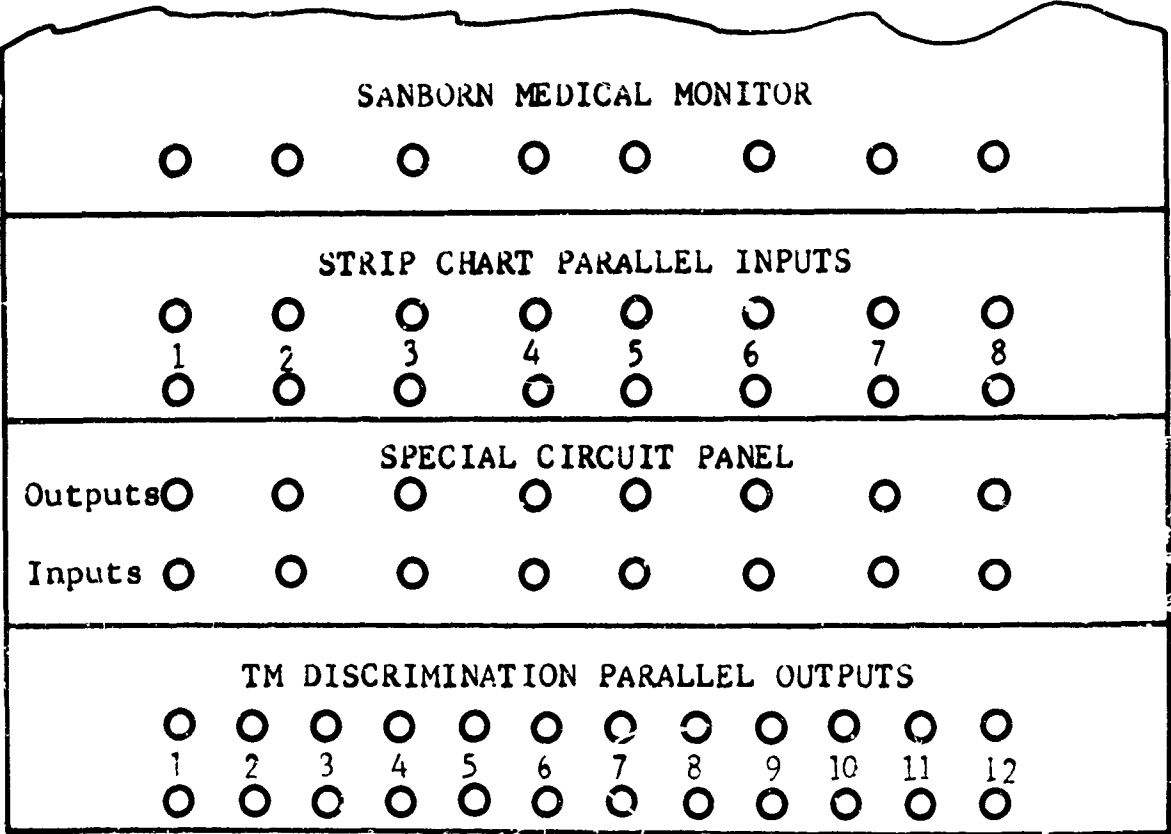 SANBORN MEDICAL MONITOR
STRIP CHART PARALLEL INPUTS
1 2 3 4 5 6 7 8
SPECIAL CIRCUIT PANEL
Outputs
Inputs
TM DISCRIMINATION PARALLEL OUTPUTS
1 2 3 4 5 6 7 8 9 10 11 12